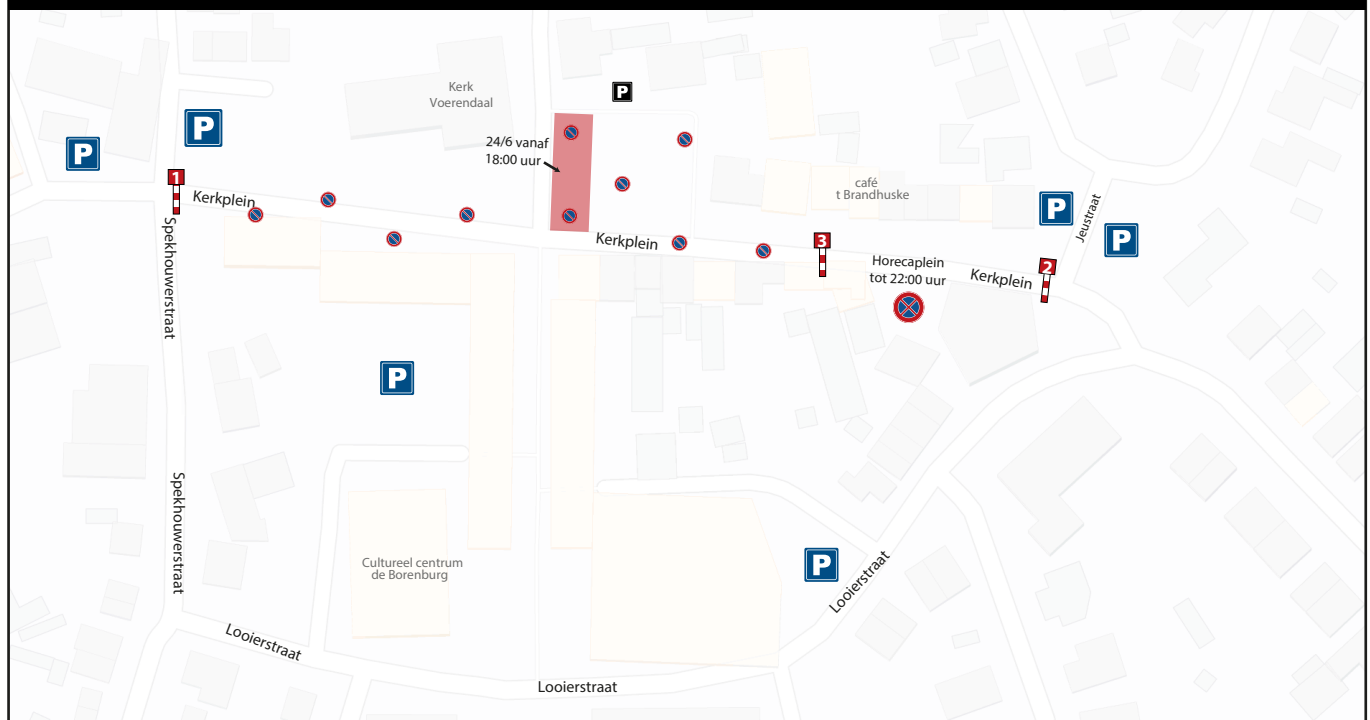 P
Kerk
Voerendaal
P
P
24/6 vanaf
18:00 uur
1
Kerkplein
café
t Brandhuske
P
Jeustraat
P
Spekhouwerstraat
Kerkplein
3
Horecaplein
tot 22:00 uur
Kerkplein
2
P
Spekhouwerstraat
Cultureel centrum
de Borenburg
P
Looierstraat
Looierstraat
Looierstraat